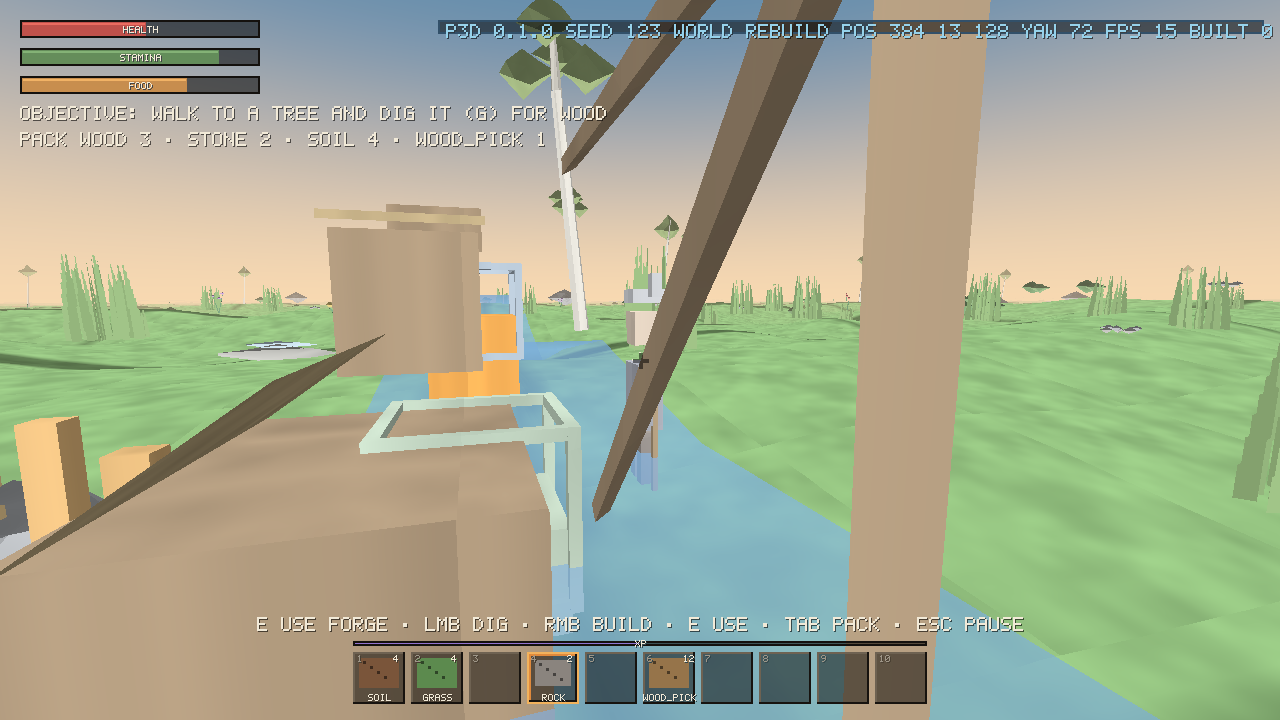 HEALTH
P3D 0.1.0 SEED 123 WORLD REBUILD POS 384 13 128 YAW 72 FPS 15 BUILT 0
STAMINA
FOOD
OBJECTIVE: WALK TO A TREE AND DIG IT (G) FOR WOOD
PACK WOOD 3 · STONE 2 · SOIL 4 · WOOD_PICK 1
E USE FORGE · LMB DIG · RMB BUILD · E USE · TAB PACK · ESC PAUSE
XP
1 4 2 4 3 4 2 5 6 12 7 8 9 10
SOIL GRASS ROCK WOOD_PICK